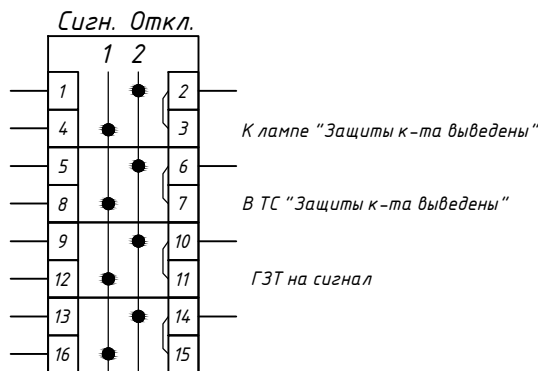 Сигн. Откл.
1 2
1 2
4 3 К лампе "Защиты к-та выведены"
5 6
8 7 В ТС "Защиты к-та выведены"
9 10
12 11 ГЗТ на сигнал
13 14
16 15